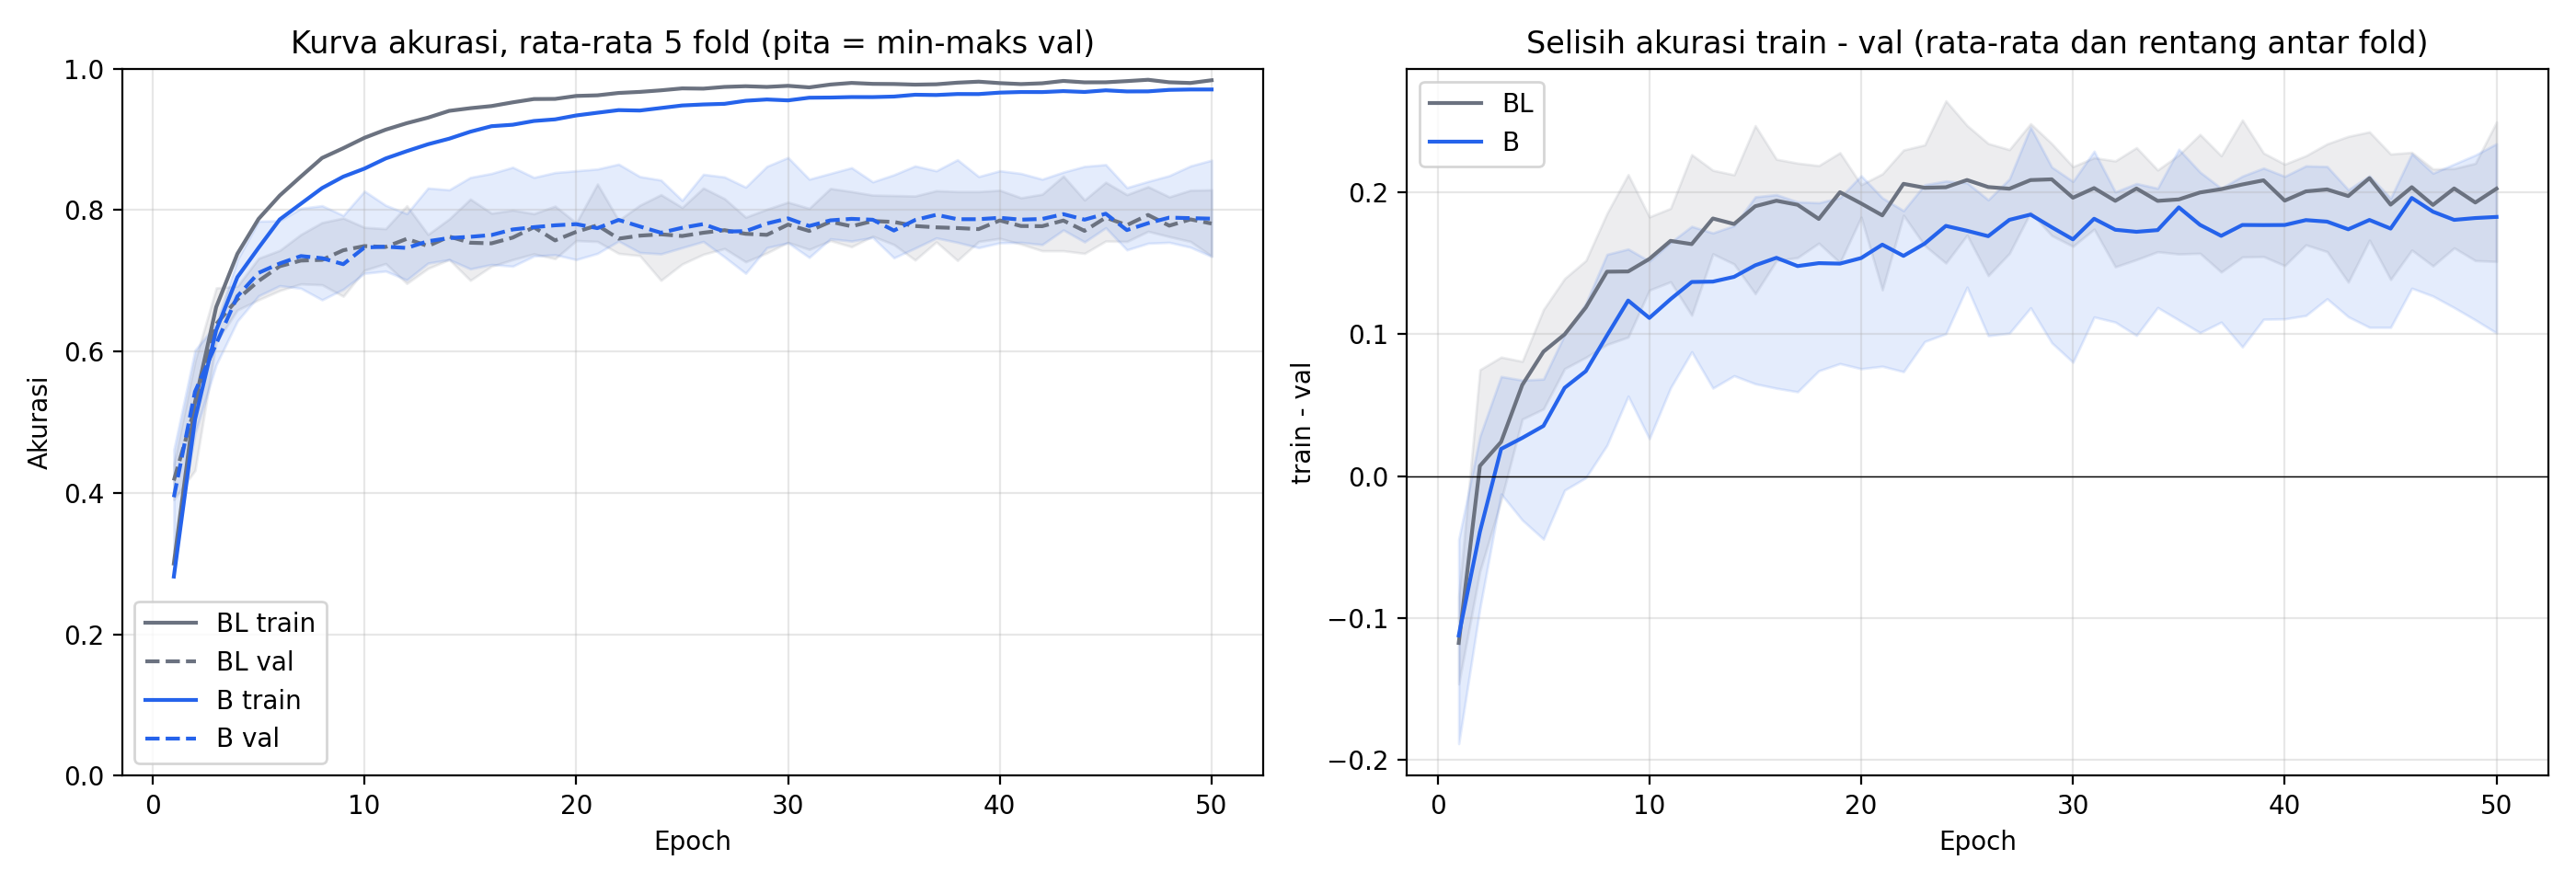 Kurva akurasi, rata-rata 5 fold (pita = min-maks val)
Akurasi
1.0
0.8
0.6
0.4
0.2
0.0
BL train
BL val
B train
B val
0 10 20 30 40 50
Epoch
Selisih akurasi train - val (rata-rata dan rentang antar fold)
train - val
BL
B
0.2
0.1
0.0
−0.1
−0.2
0 10 20 30 40 50
Epoch